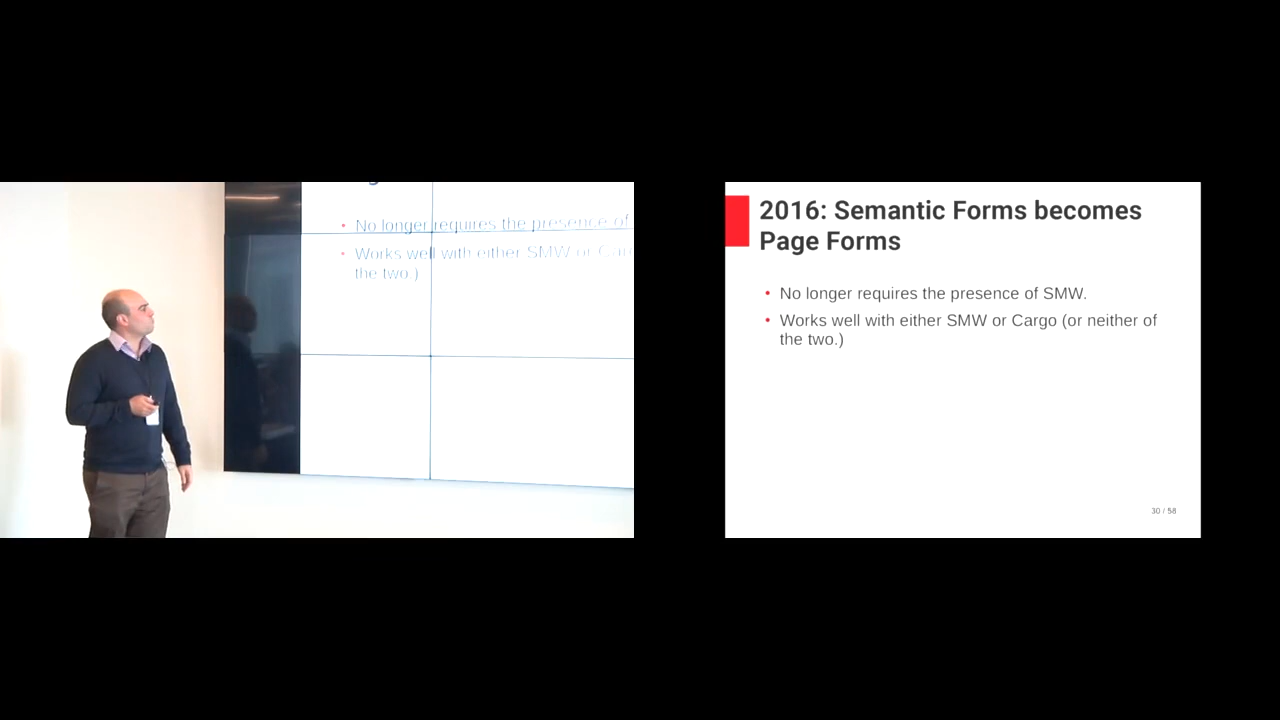 No longer requires the presence of
Works well with either SMW or Car
the two.)
2016: Semantic Forms becomes
Page Forms
• No longer requires the presence of SMW.
• Works well with either SMW or Cargo (or neither of
the two.)
30 / 58